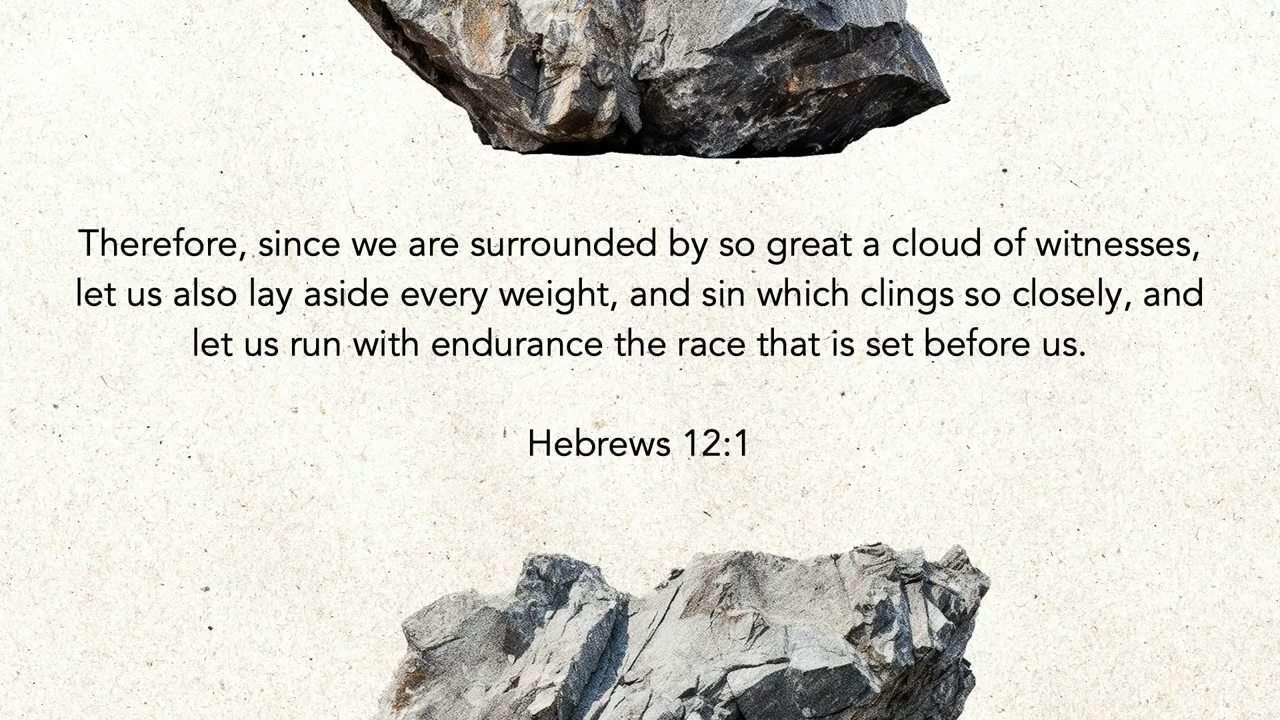 Therefore, since we are surrounded by so great a cloud of witnesses,
let us also lay aside every weight, and sin which clings so closely, and
let us run with endurance the race that is set before us.
Hebrews 12:1